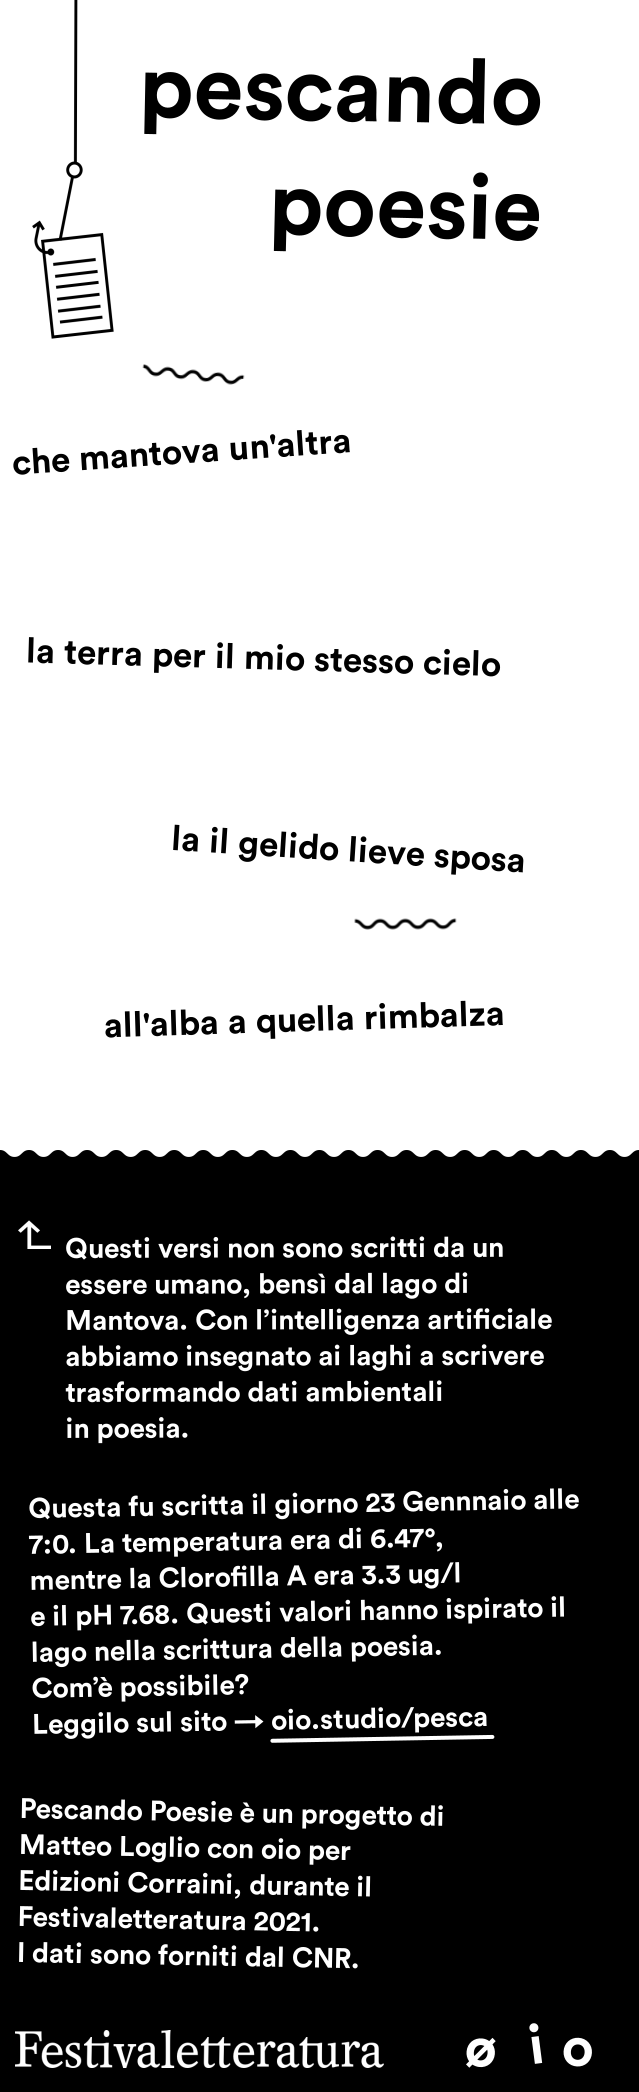 pescando
poesie
che mantova un'altra
la terra per il mio stesso cielo
la il gelido lieve sposa
all'alba a quella rimbalza
Questi versi non sono scritti da un
essere umano, bensì dal lago di
Mantova. Con l’intelligenza artificiale
abbiamo insegnato ai laghi a scrivere
trasformando dati ambientali
in poesia.
Questa fu scritta il giorno 23 Gennnaio alle
7:0. La temperatura era di 6.47°,
mentre la Clorofilla A era 3.3 ug/l
e il pH 7.68. Questi valori hanno ispirato il
lago nella scrittura della poesia.
Com’è possibile?
Leggilo sul sito → oio.studio/pesca
Pescando Poesie è un progetto di
Matteo Loglio con oio per
Edizioni Corraini, durante il
Festivaletteratura 2021.
I dati sono forniti dal CNR.
Festivaletteratura ø i o